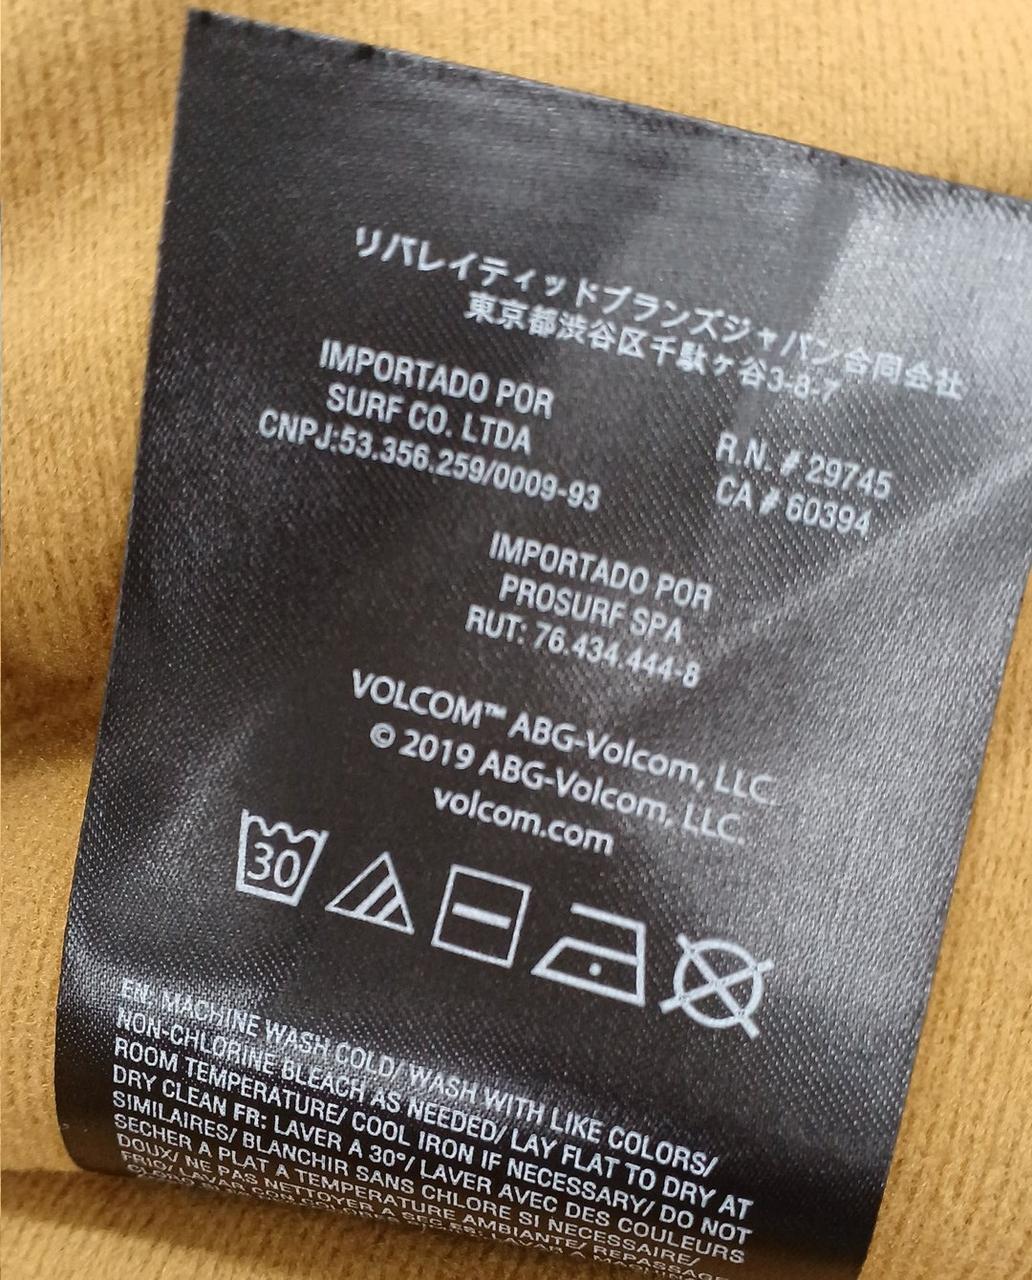 リバレイティッドブランズジャパン合同会社
東京都渋谷区千駄ヶ谷3-8-7
IMPORTADO POR
SURF CO. LTDA
CNPJ:53.356.259/0009-93
R.N. # 29745
CA # 60394
IMPORTADO POR
PROSURF SPA
RUT: 76.434.444-8
VOLCOM™ ABG-Volcom, LLC.
© 2019 ABG-Volcom, LLC.
volcom.com
30
EN: MACHINE WASH COLD/ WASH WITH LIKE COLORS/
NON-CHLORINE BLEACH AS NEEDED/ LAY FLAT TO DRY AT
ROOM TEMPERATURE/ COOL IRON IF NECESSARY/ DO NOT
DRY CLEAN FR: LAVER A 30°/ LAVER AVEC DES COULEURS
SIMILAIRES/ BLANCHIR SANS CHLORE SI NECESSAIRE/
SECHER A PLAT A TEMPERATURE AMBIANTE/ REPASSAGE
DOUX/ NE PAS NETTOYER A SEC ES: LAVAR A
FRIO/ LAVAR CON